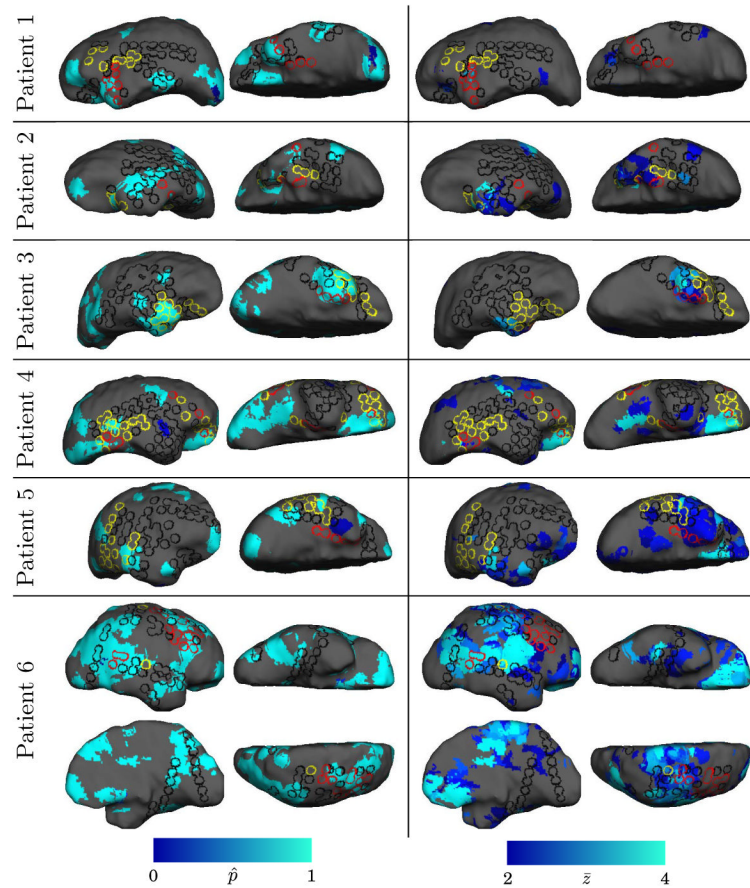 Patient 1
Patient 2
Patient 3
Patient 4
Patient 5
Patient 6
0 p̂ 1
2 z̄ 4